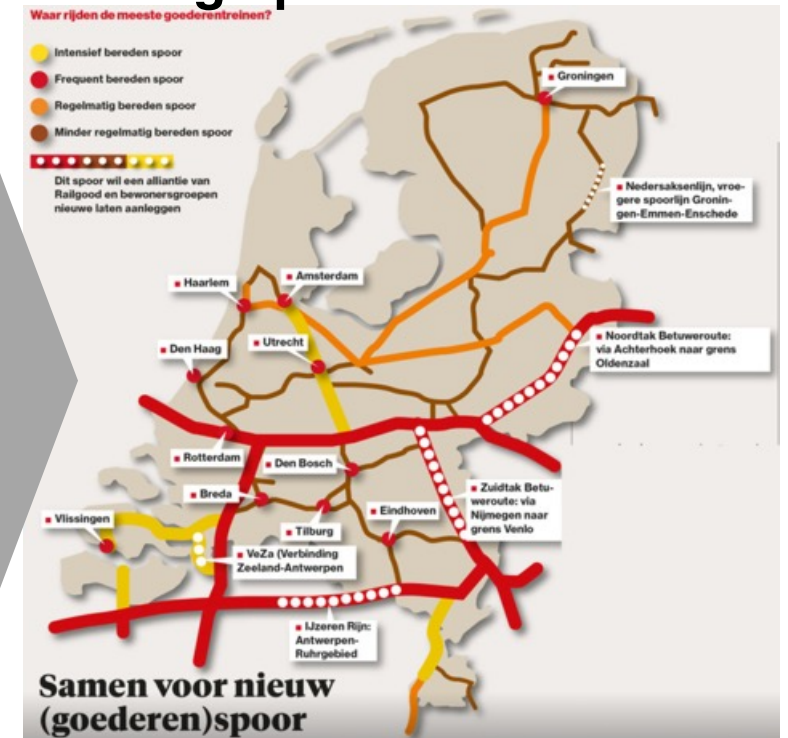 Waar rijden de meeste goederentreinen?
Intensief bereden spoor
Frequent bereden spoor
Regelmatig bereden spoor
Minder regelmatig bereden spoor
Dit spoor wil een alliantie van
Railgood en bewonersgroepen
nieuwe laten aanleggen
Groningen
Nedersaksenlijn, vroe-
gere spoorlijn Gronin-
gen-Emmen-Enschede
Haarlem
Amsterdam
Den Haag
Utrecht
Noordtak Betuweroute:
via Achterhoek naar grens
Oldenzaal
Rotterdam
Den Bosch
Breda
Zuidtak Betu-
weroute: via
Nijmegen naar
grens Venlo
Vlissingen
Tilburg
Eindhoven
VeZa (Verbinding
Zeeland-Antwerpen
IJzeren Rijn:
Antwerpen-
Ruhrgebied
Samen voor nieuw
(goederen)spoor